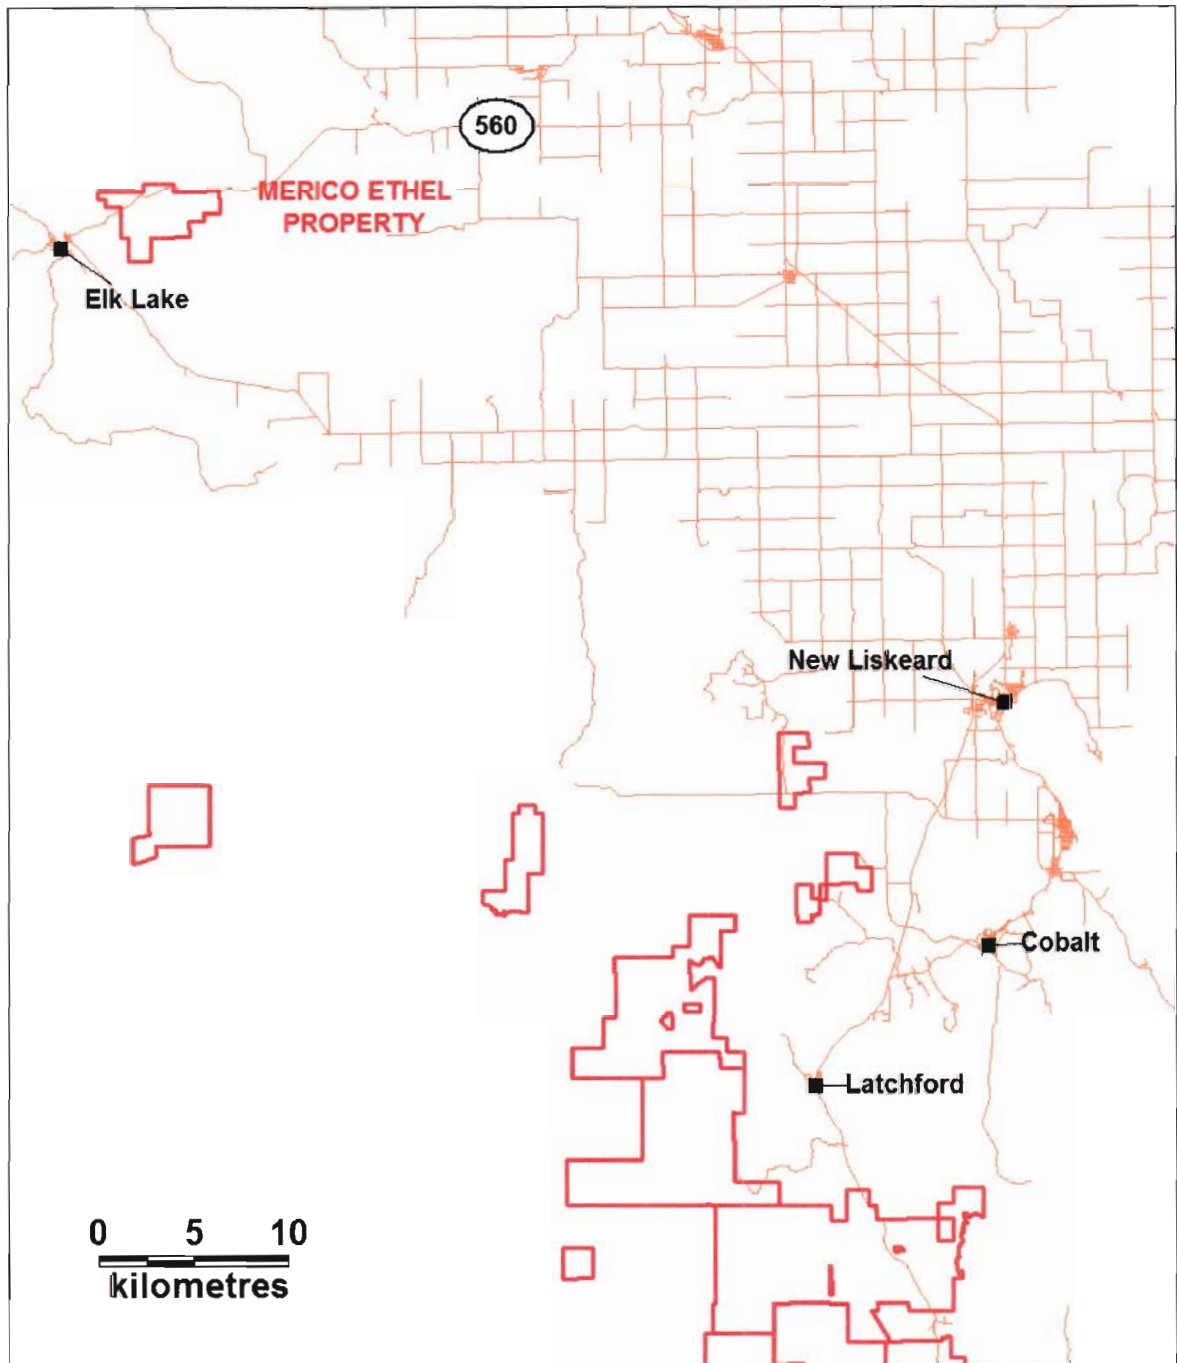 560
MERICO ETHEL
PROPERTY
Elk Lake
New Liskeard
Cobalt
Latchford
0 5 10
kilometres